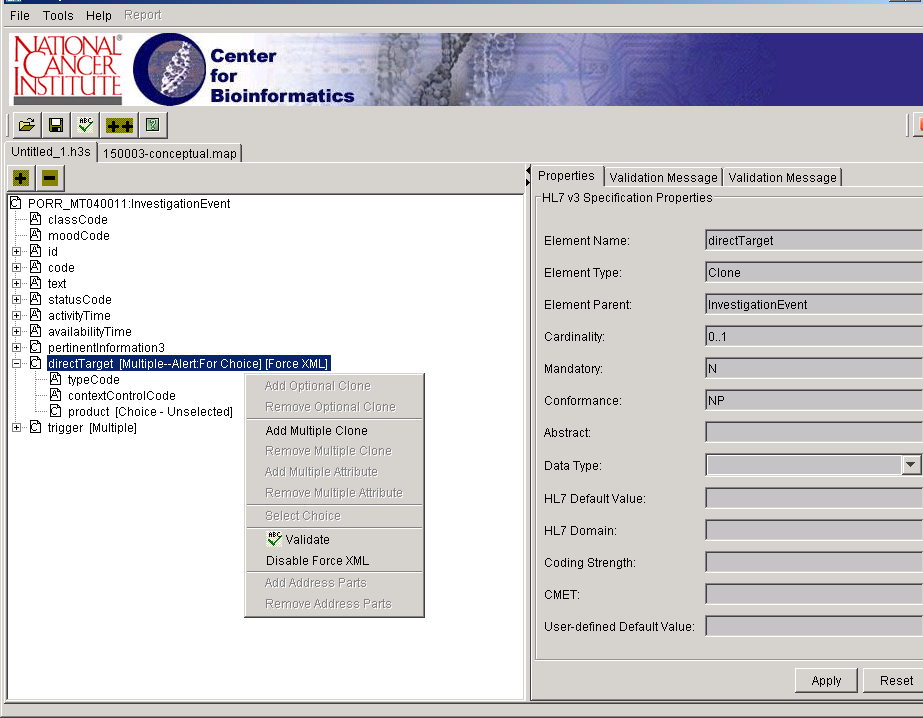 File Tools Help Report
NATIONAL
CANCER
INSTITUTE
Center
for
Bioinformatics
Untitled_1.h3s 150003-conceptual.map
Properties Validation Message Validation Message
PORR_MT040011:InvestigationEvent
classCode
moodCode
id
code
text
statusCode
activityTime
availabilityTime
pertinentInformation3
directTarget [Multiple--Alert:For Choice] [Force XML]
typeCode
contextControlCode
product [Choice - Unselected]
trigger [Multiple]
Add Optional Clone
Remove Optional Clone
Add Multiple Clone
Remove Multiple Clone
Add Multiple Attribute
Remove Multiple Attribute
Select Choice
ABC Validate
Disable Force XML
Add Address Parts
Remove Address Parts
HL7 v3 Specification Properties
Element Name: directTarget
Element Type: Clone
Element Parent: InvestigationEvent
Cardinality: 0..1
Mandatory: N
Conformance: NP
Abstract:
Data Type:
HL7 Default Value:
HL7 Domain:
Coding Strength:
CMET:
User-defined Default Value:
Apply Reset